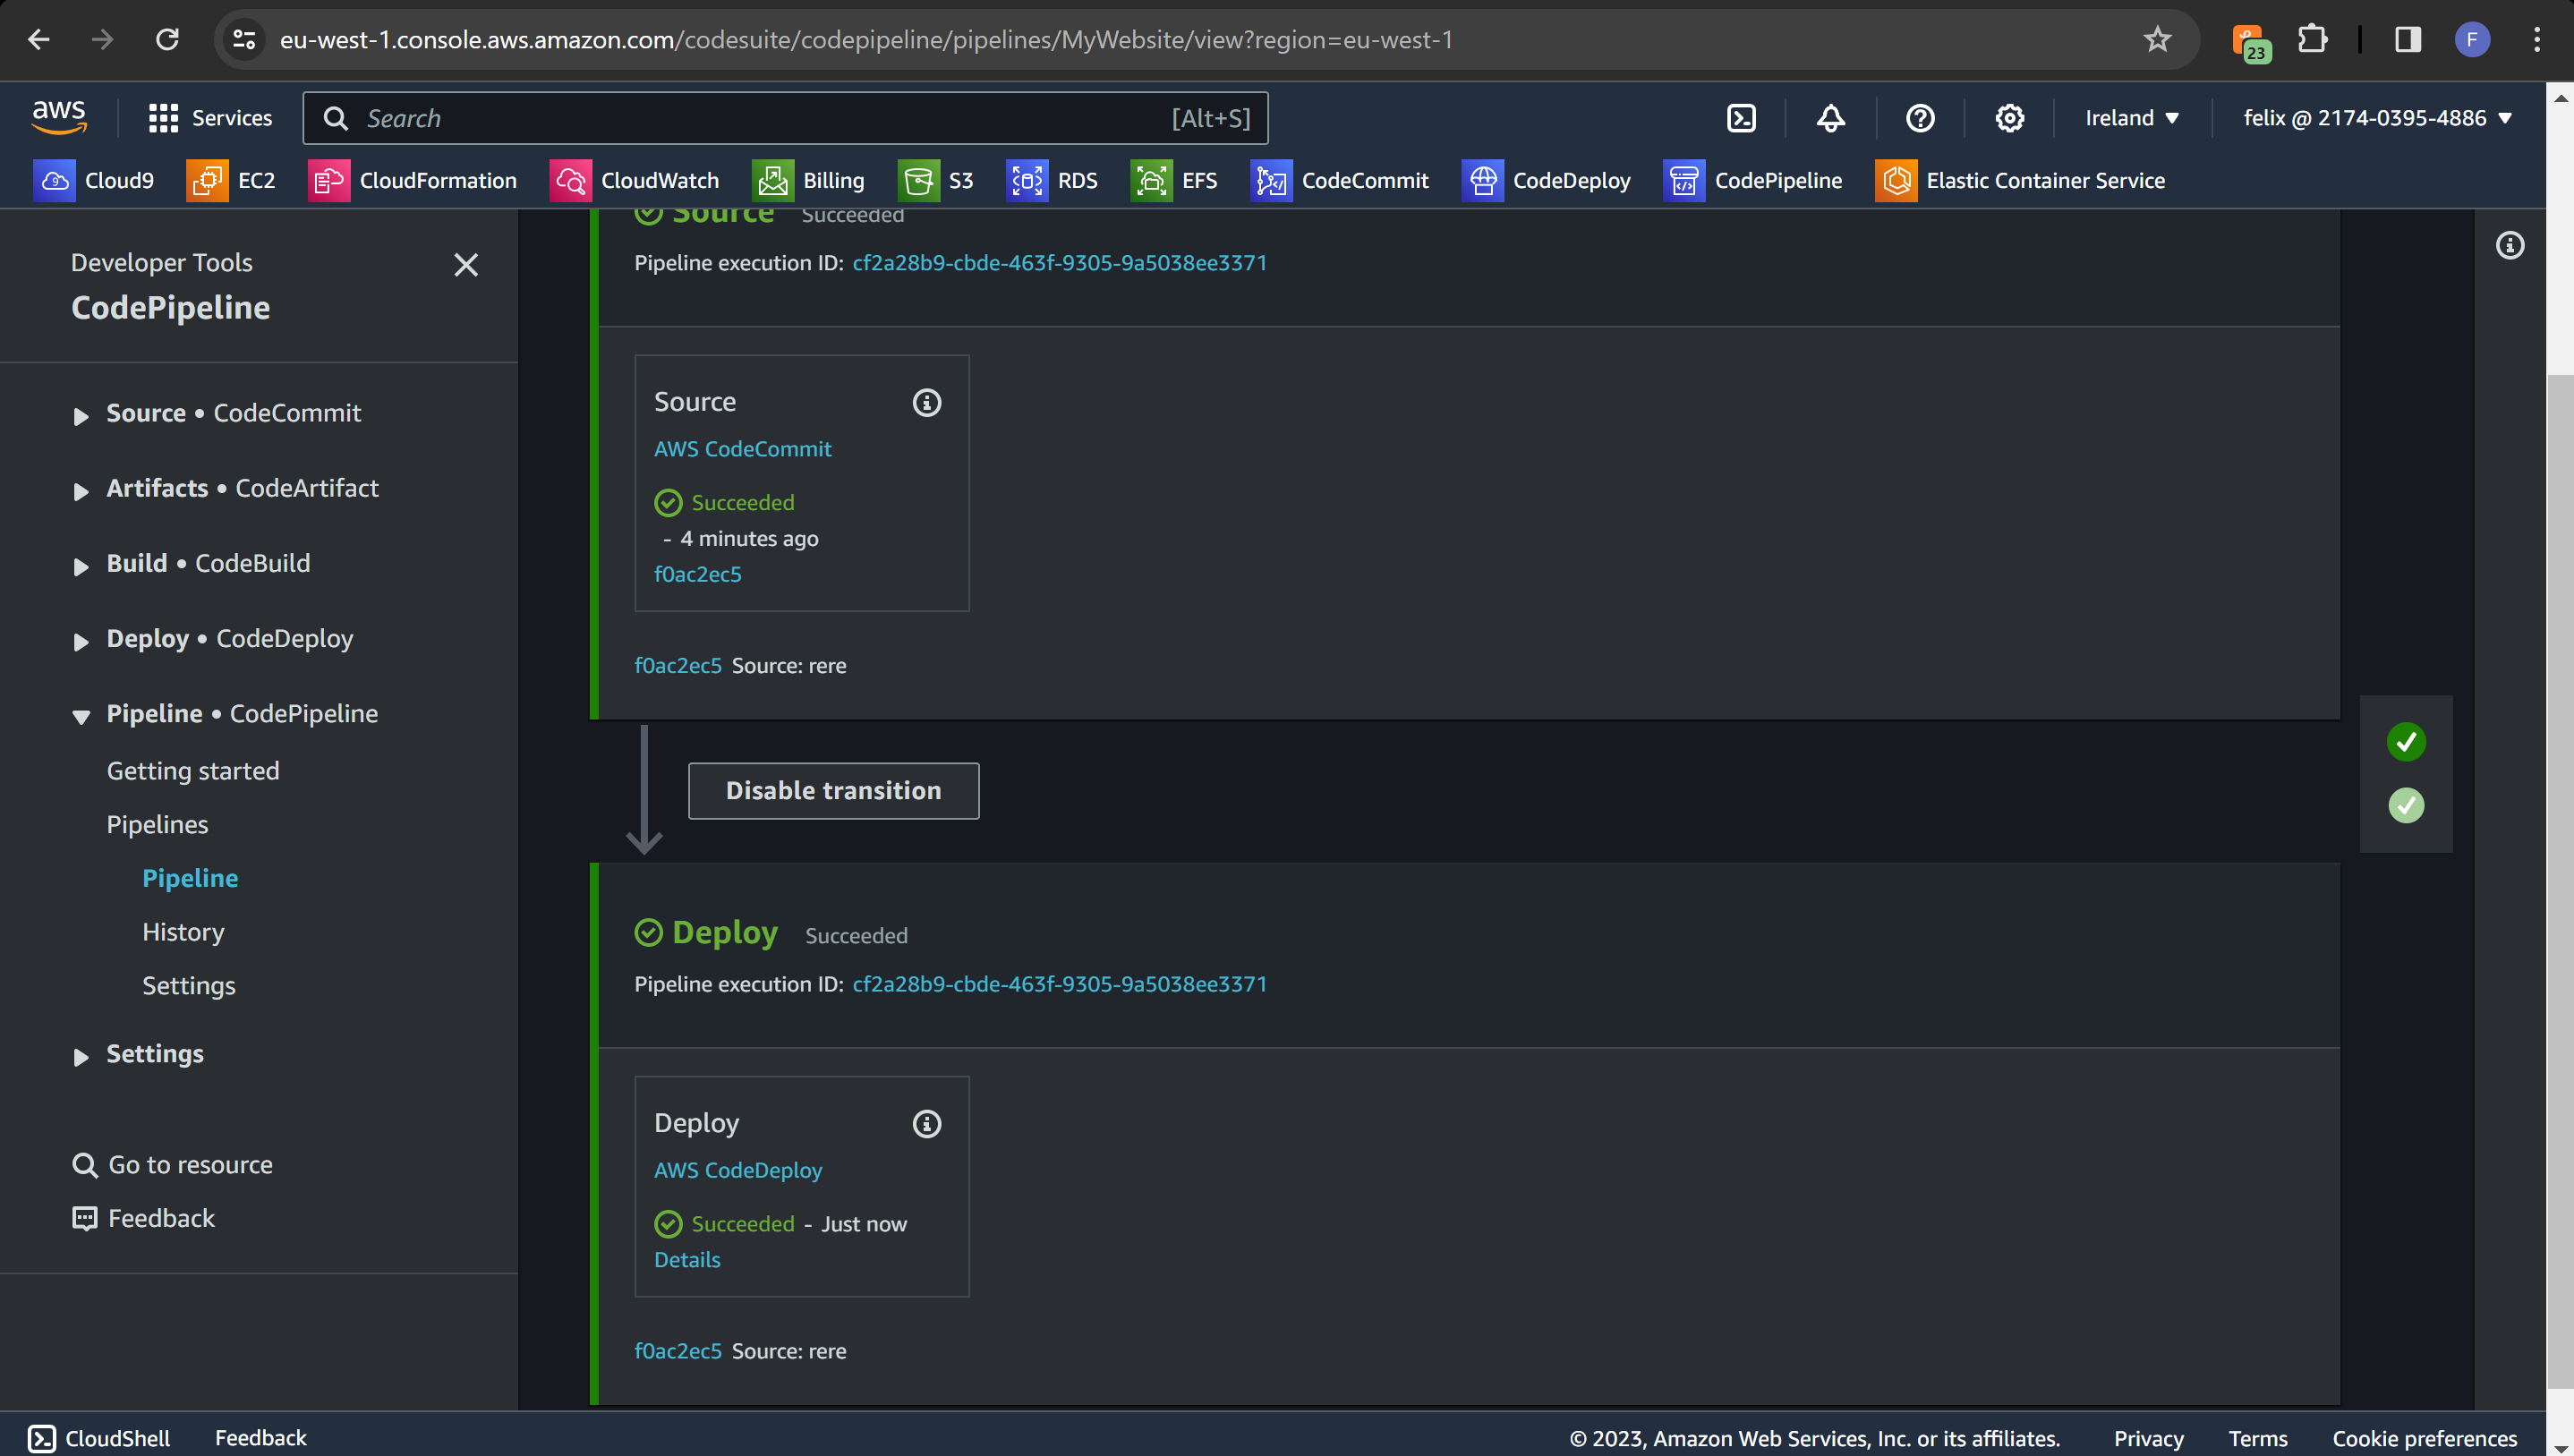 eu-west-1.console.aws.amazon.com/codesuite/codepipeline/pipelines/MyWebsite/view?region=eu-west-1
23
F
aws
Services
Search
[Alt+S]
Ireland
felix @ 2174-0395-4886
Cloud9
EC2
CloudFormation
CloudWatch
Billing
S3
RDS
EFS
CodeCommit
CodeDeploy
CodePipeline
Elastic Container Service
Developer Tools
CodePipeline
Source • CodeCommit
Artifacts • CodeArtifact
Build • CodeBuild
Deploy • CodeDeploy
Pipeline • CodePipeline
Getting started
Pipelines
Pipeline
History
Settings
Settings
Go to resource
Feedback
Source Succeeded
Pipeline execution ID: cf2a28b9-cbde-463f-9305-9a5038ee3371
Source
AWS CodeCommit
Succeeded
- 4 minutes ago
f0ac2ec5
f0ac2ec5 Source: rere
Disable transition
Deploy Succeeded
Pipeline execution ID: cf2a28b9-cbde-463f-9305-9a5038ee3371
Deploy
AWS CodeDeploy
Succeeded - Just now
Details
f0ac2ec5 Source: rere
CloudShell
Feedback
© 2023, Amazon Web Services, Inc. or its affiliates.
Privacy
Terms
Cookie preferences